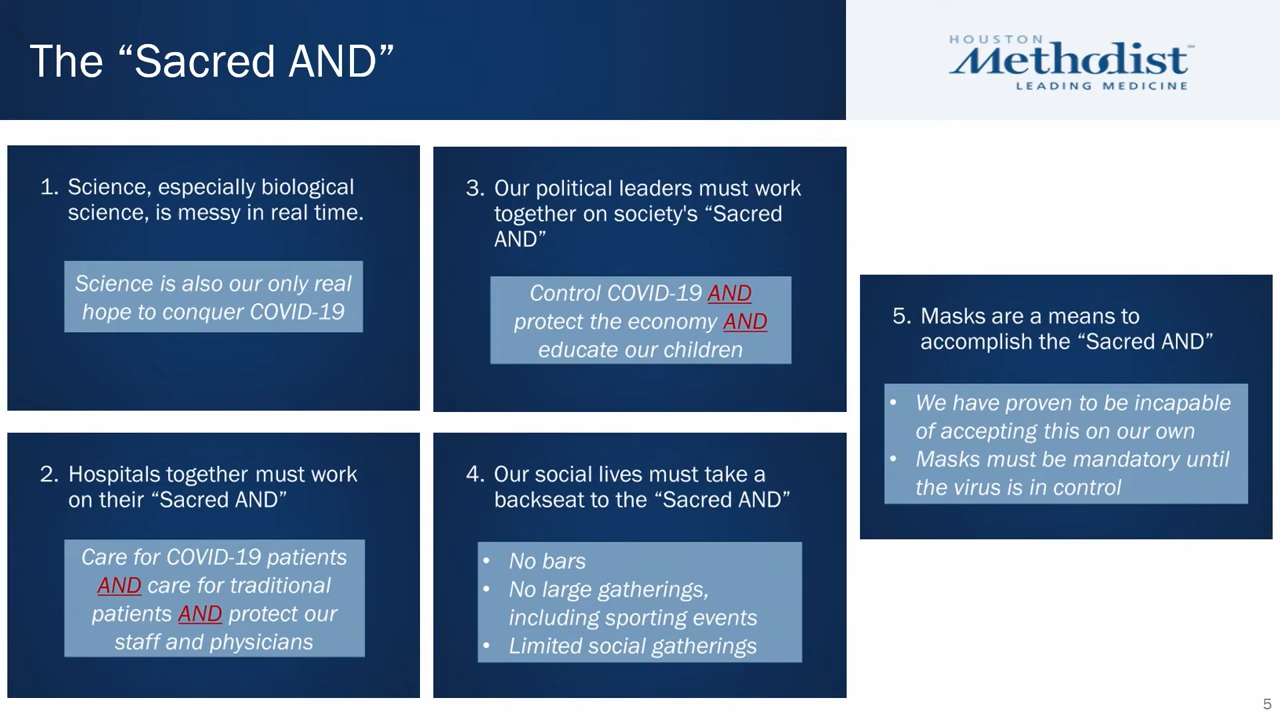 The “Sacred AND”
HOUSTON
Methodist
LEADING MEDICINE
1. Science, especially biological
science, is messy in real time.
Science is also our only real
hope to conquer COVID-19
2. Hospitals together must work
on their “Sacred AND”
Care for COVID-19 patients
AND care for traditional
patients AND protect our
staff and physicians
3. Our political leaders must work
together on society's “Sacred
AND”
Control COVID-19 AND
protect the economy AND
educate our children
4. Our social lives must take a
backseat to the “Sacred AND”
• No bars
• No large gatherings,
including sporting events
• Limited social gatherings
5. Masks are a means to
accomplish the “Sacred AND”
• We have proven to be incapable
of accepting this on our own
• Masks must be mandatory until
the virus is in control
5